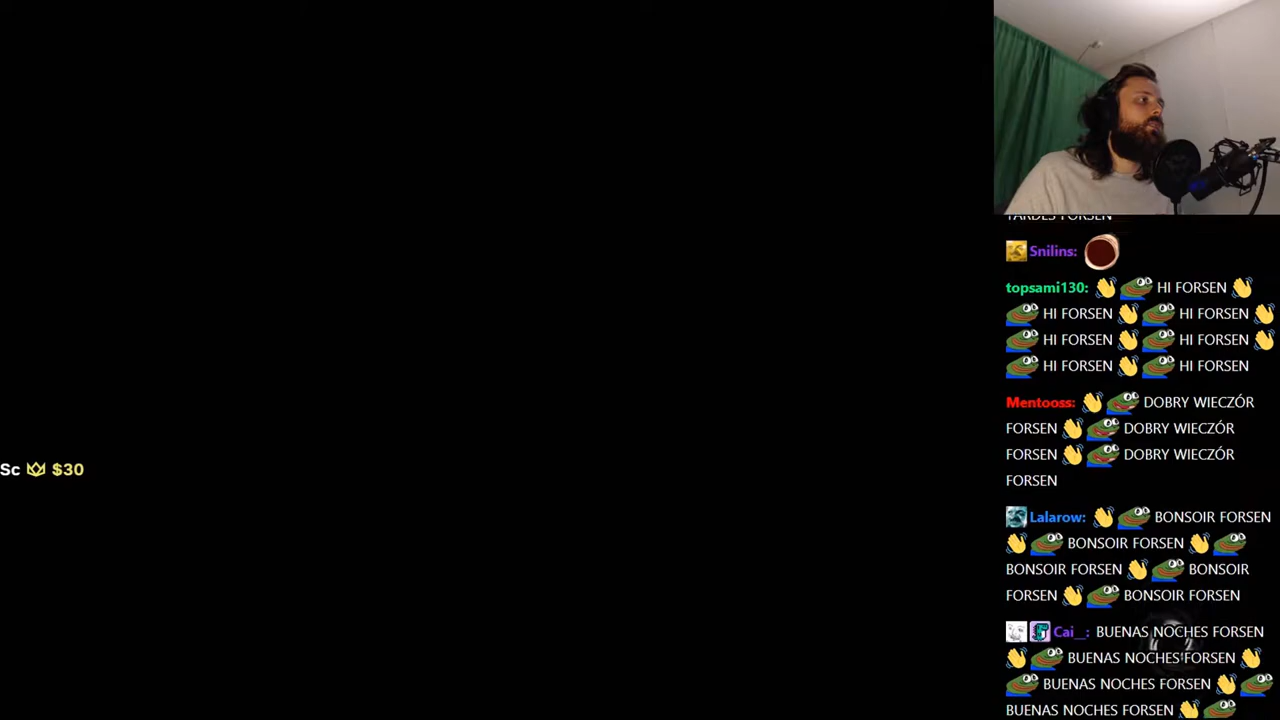 Sc $30
TARDES FORSEN
Snilins:
topsami130: HI FORSEN
HI FORSEN HI FORSEN
HI FORSEN HI FORSEN
HI FORSEN HI FORSEN
Mentooss: DOBRY WIECZÓR
FORSEN DOBRY WIECZÓR
FORSEN DOBRY WIECZÓR
FORSEN
Lalarow: BONSOIR FORSEN
BONSOIR FORSEN
BONSOIR FORSEN BONSOIR
FORSEN BONSOIR FORSEN
Cai__: BUENAS NOCHES FORSEN
BUENAS NOCHES FORSEN
BUENAS NOCHES FORSEN
BUENAS NOCHES FORSEN